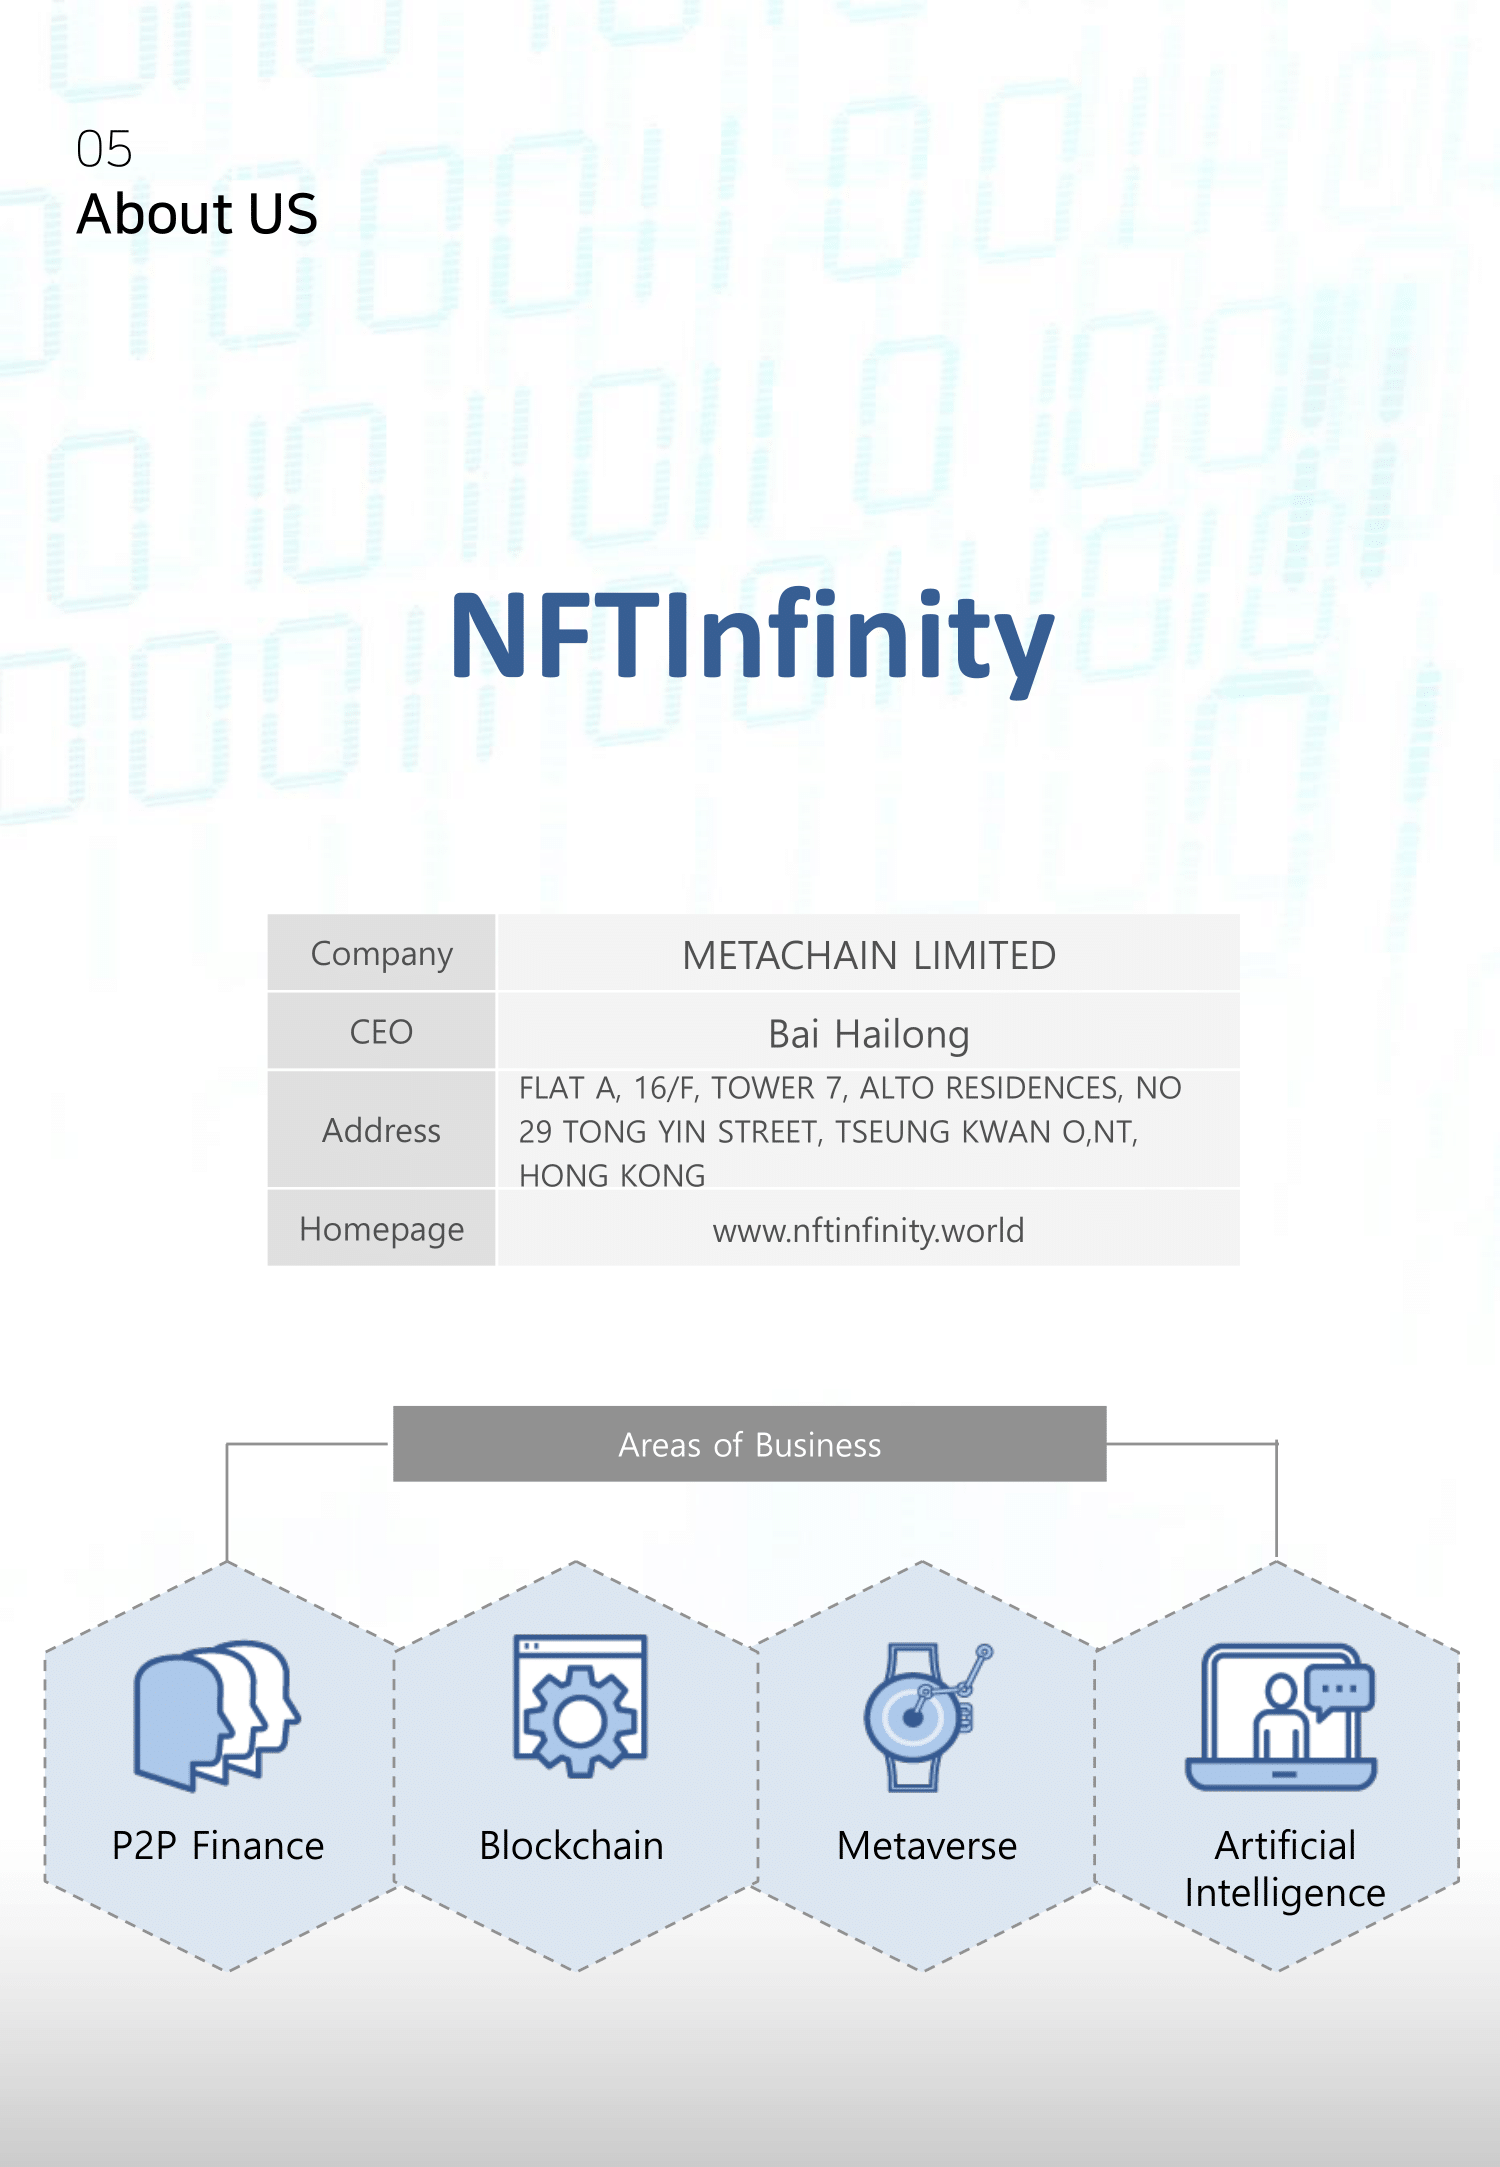 05
About US
NFTInfinity
Company
METACHAIN LIMITED
CEO
Bai Hailong
Address
FLAT A, 16/F, TOWER 7, ALTO RESIDENCES, NO
29 TONG YIN STREET, TSEUNG KWAN O,NT,
HONG KONG
Homepage
www.nftinfinity.world
Areas of Business
P2P Finance
Blockchain
Metaverse
Artificial
Intelligence